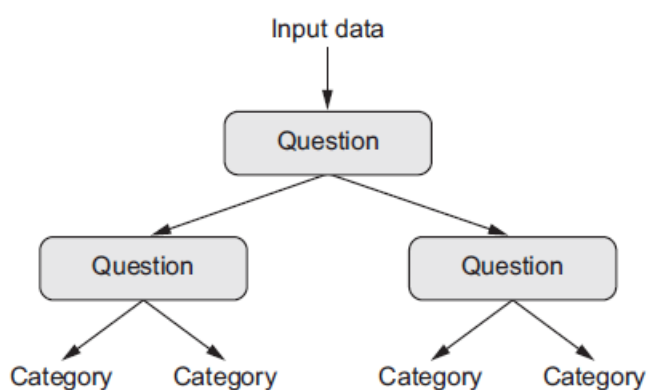 Input data
Question
Question
Question
Category
Category
Category
Category